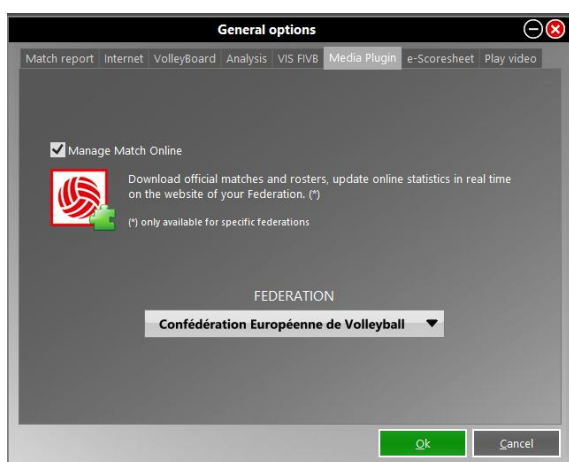 General options
Match report Internet VolleyBoard Analysis VIS FIVB Media Plugin e-Scoresheet Play video
Manage Match Online
Download official matches and rosters, update online statistics in real time
on the website of your Federation. (*)
(*) only available for specific federations
FEDERATION
Confédération Européenne de Volleyball
Ok Cancel